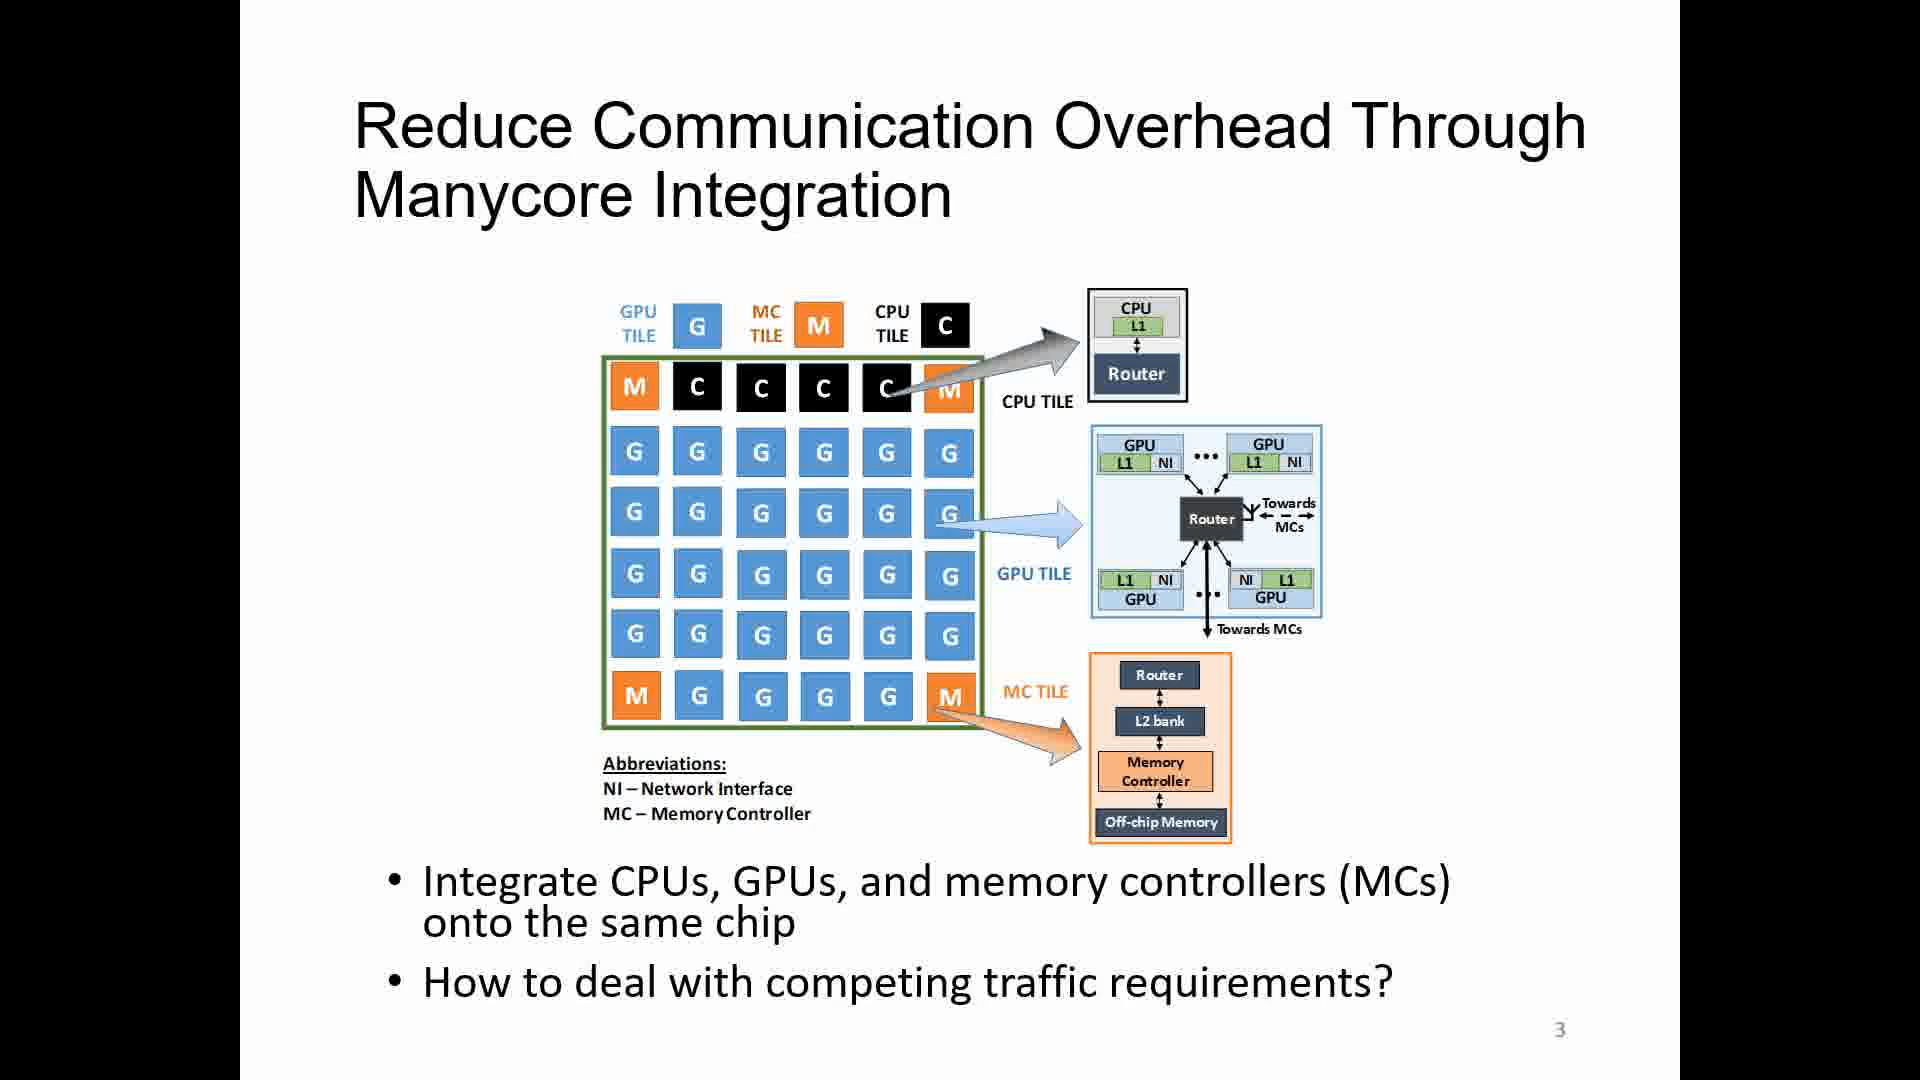 Reduce Communication Overhead Through
Manycore Integration
GPU TILE G
MC TILE M
CPU TILE C
M C C C C M
G G G G G G
G G G G G G
G G G G G G
G G G G G G
M G G G G M
CPU TILE
CPU
L1
Router
GPU TILE
GPU GPU
L1 NI ••• L1 NI
Router
Towards
MCs
L1 NI NI L1
GPU ••• GPU
Towards MCs
MC TILE
Router
L2 bank
Memory
Controller
Off-chip Memory
Abbreviations:
NI – Network Interface
MC – Memory Controller
• Integrate CPUs, GPUs, and memory controllers (MCs)
onto the same chip
• How to deal with competing traffic requirements?
3